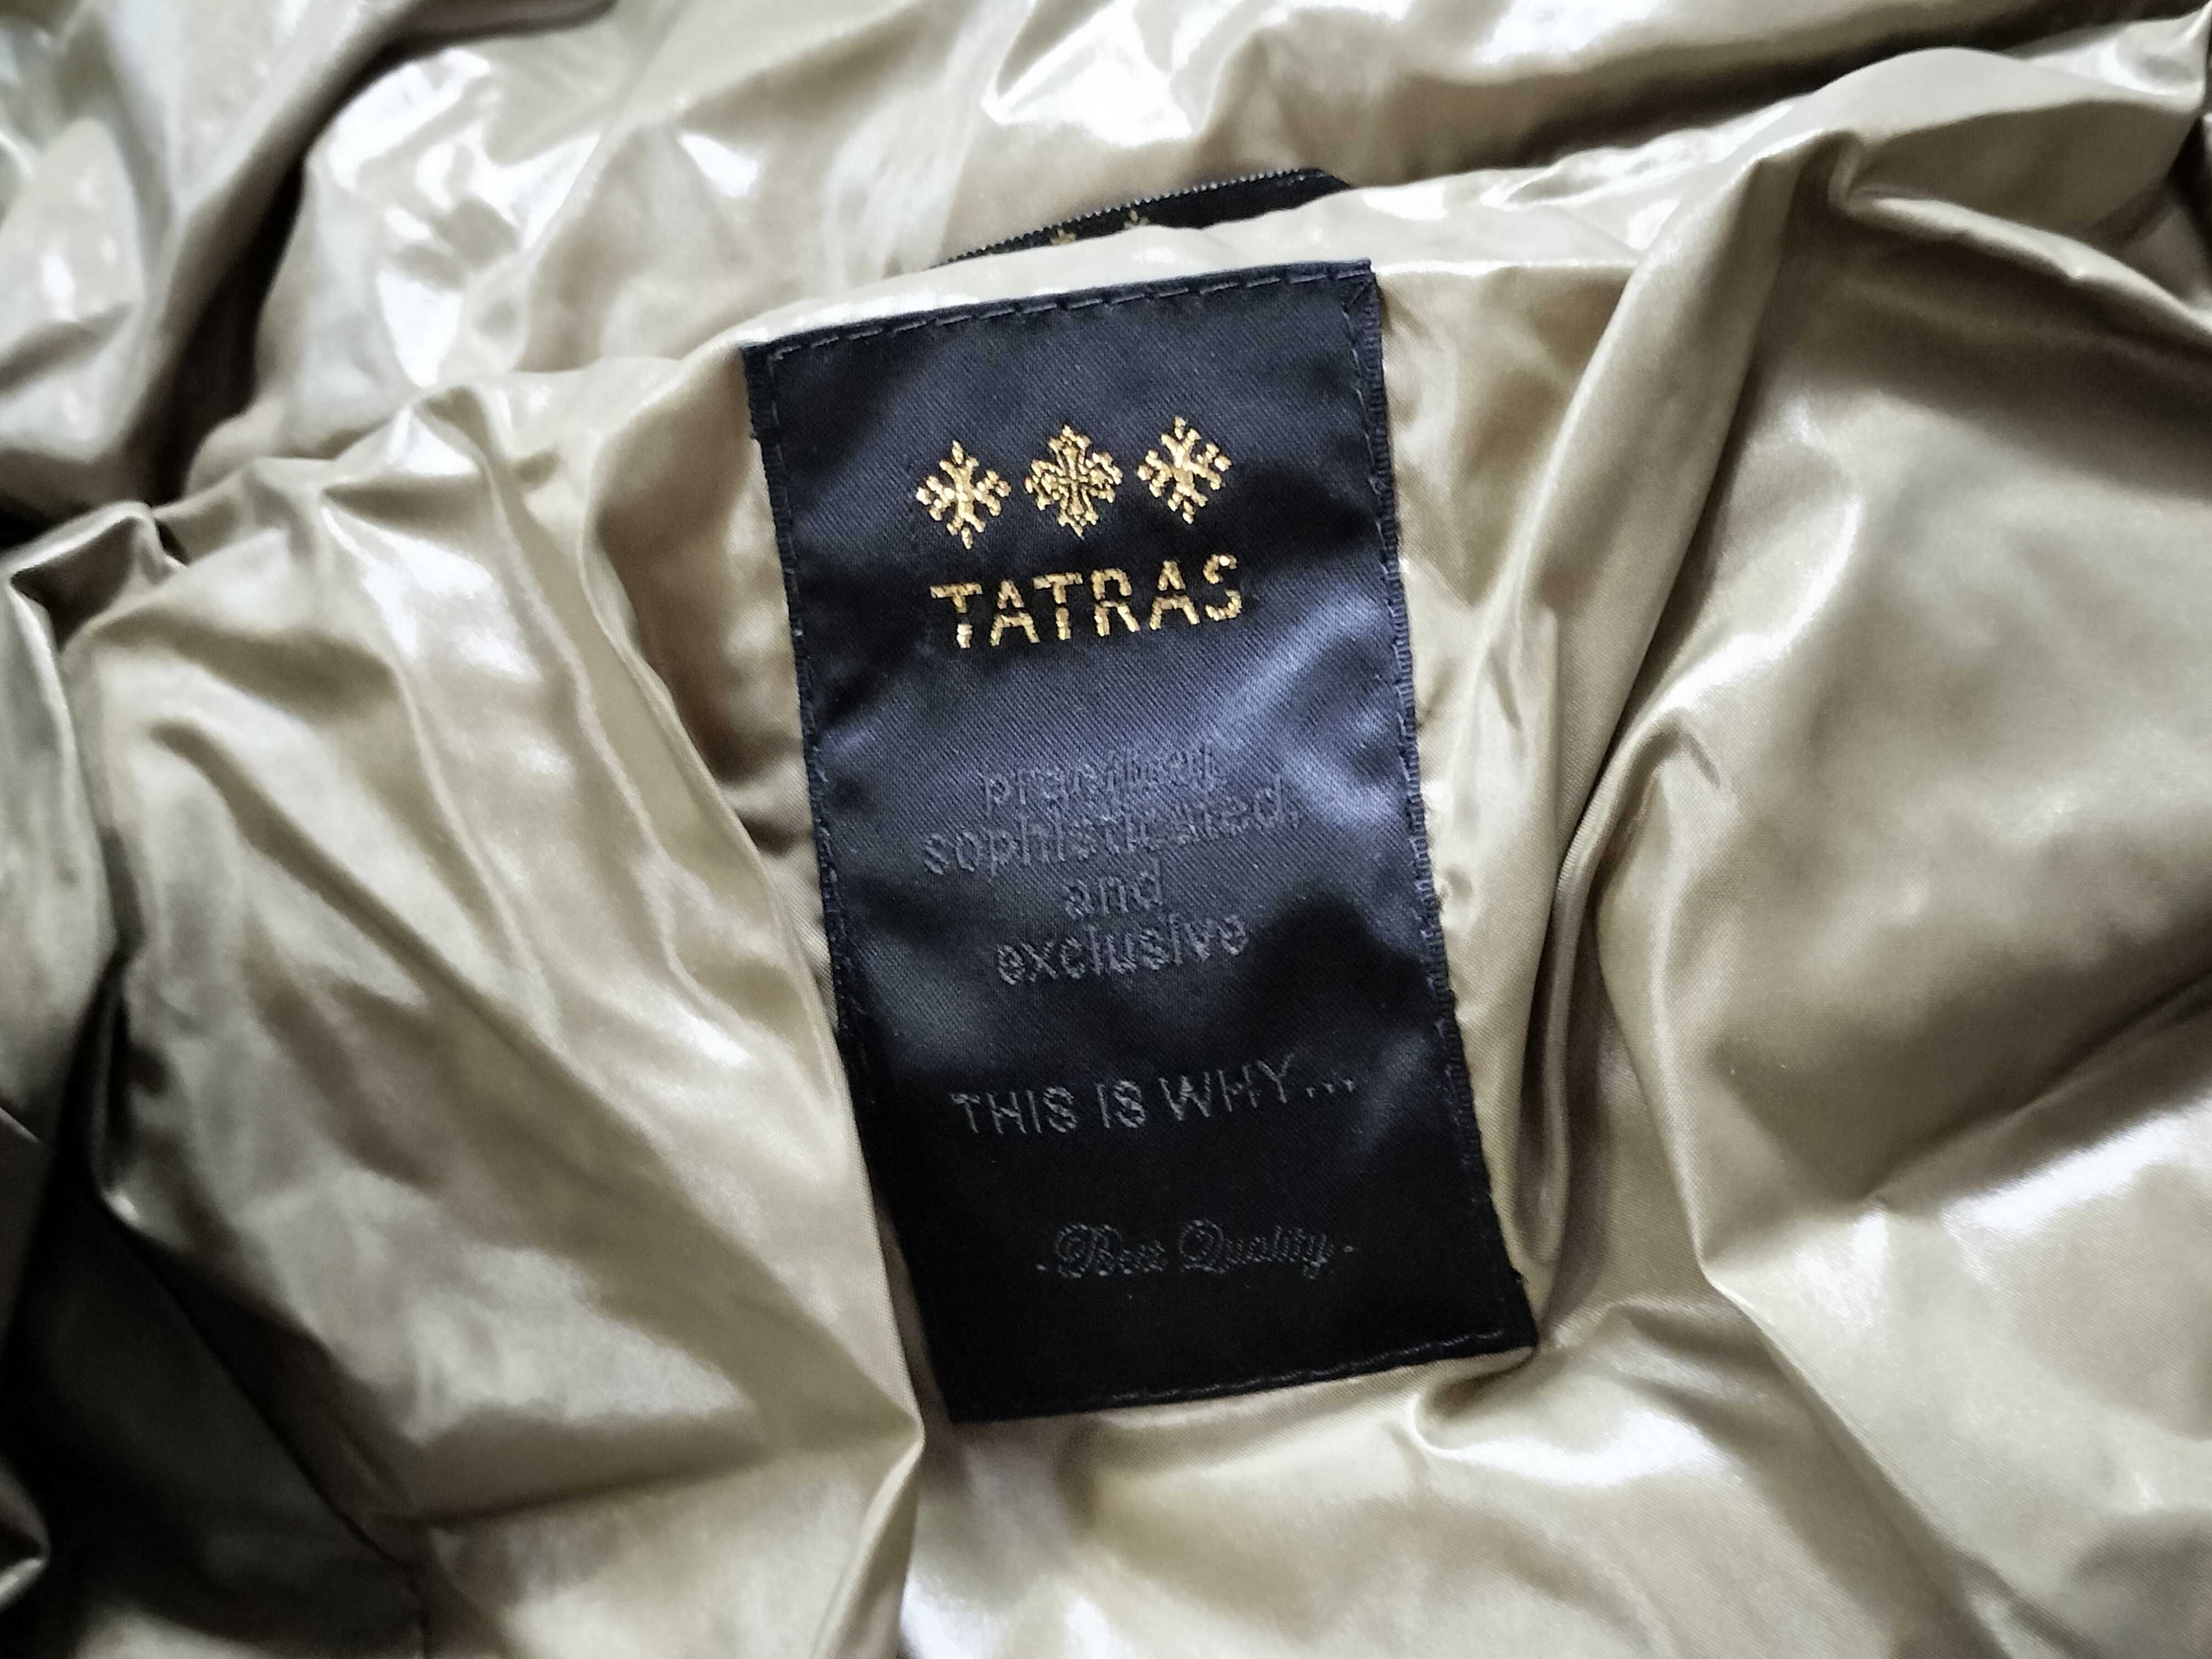 TATRAS
practical,
sophisticated,
and
exclusive
THIS IS WHY...
-Best Quality-